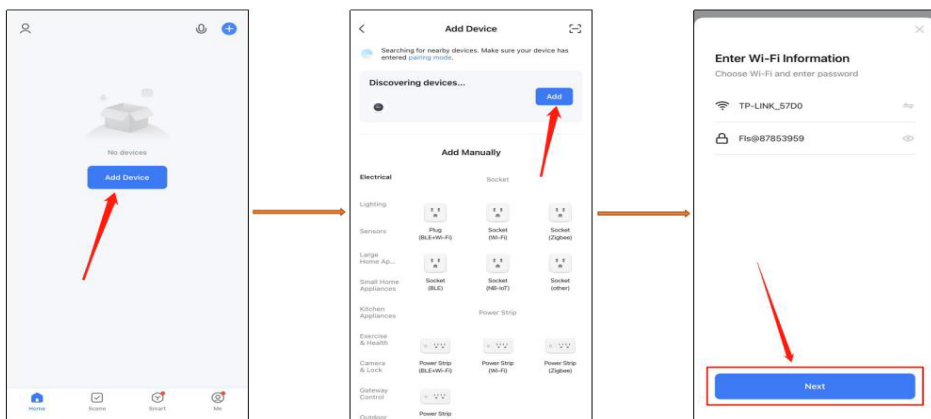 No devices
Add Device
Home
Scene
Smart
Me
Add Device
Searching for nearby devices. Make sure your device has
entered pairing mode.
Discovering devices...
Add
Add Manually
Electrical
Socket
Lighting
Sensors
Plug
(BLE+Wi-Fi)
Socket
(Wi-Fi)
Socket
(Zigbee)
Large
Home Ap...
Small Home
Appliances
Socket
(BLE)
Socket
(NB-IoT)
Socket
(other)
Kitchen
Appliances
Power Strip
Exercise
& Health
Camera
& Lock
Power Strip
(BLE+Wi-Fi)
Power Strip
(Wi-Fi)
Power Strip
(Zigbee)
Gateway
Control
Outdoor
Power Strip
Enter Wi-Fi Information
Choose Wi-Fi and enter password
TP-LINK_57D0
Fls@87853959
Next